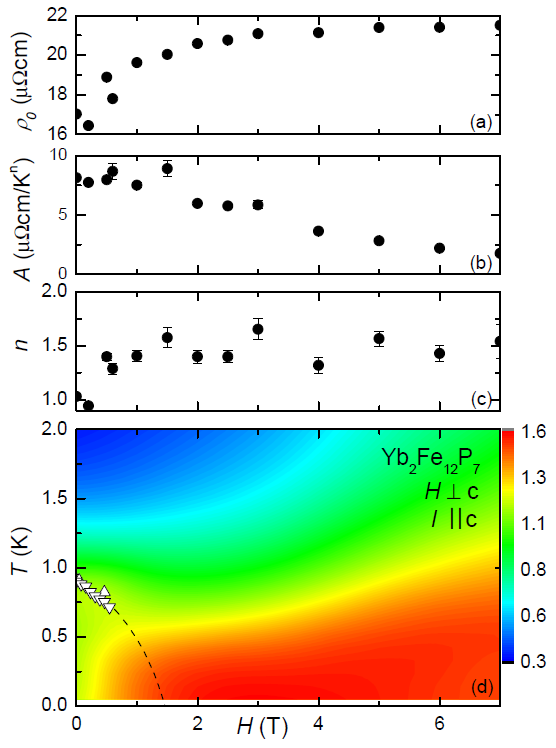 22
20
18
16
ρ0 (μΩcm)
(a)
10
5
0
A (μΩcm/Kⁿ)
(b)
2.0
1.5
1.0
n
(c)
2.0
1.5
1.0
0.5
0.0
T (K)
Yb₂Fe₁₂P₇
H ⊥ c
I || c
(d)
1.6
1.3
1.1
0.8
0.6
0.3
0
2
4
6
H (T)